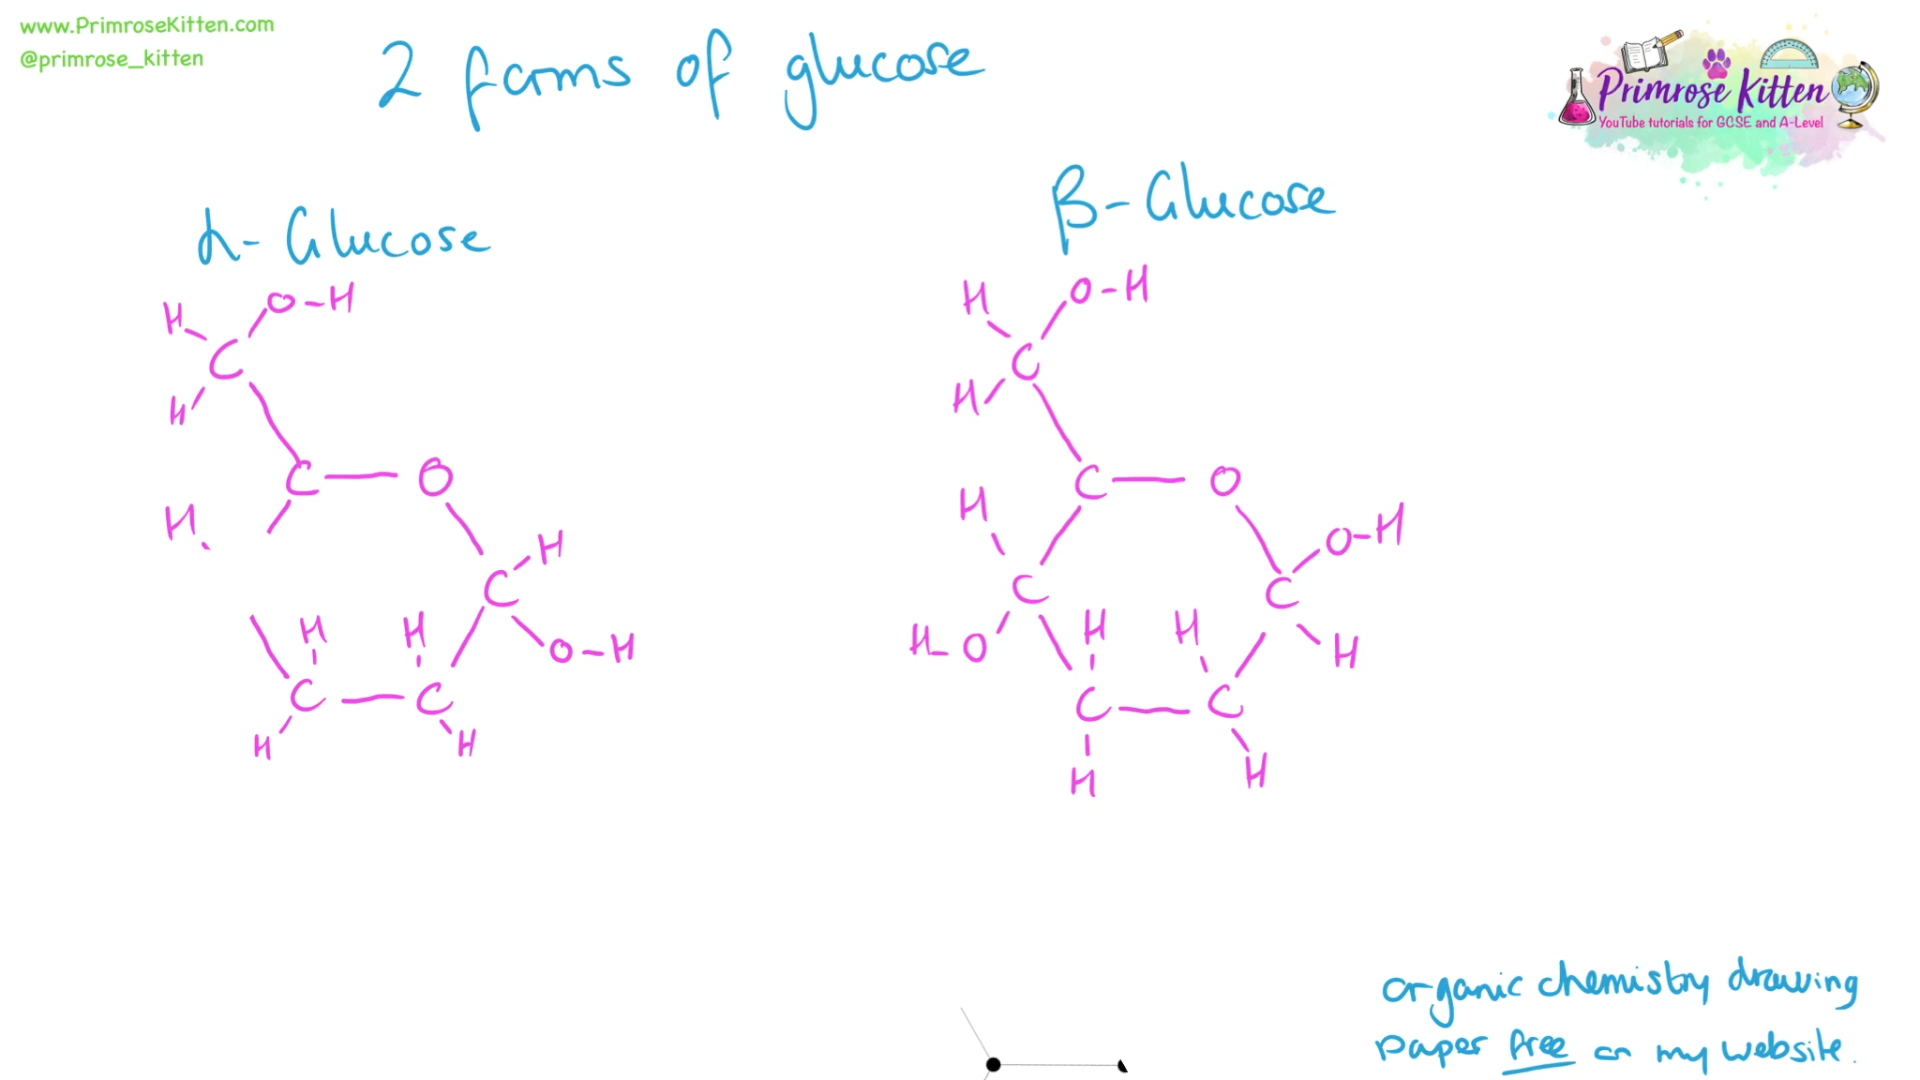 www.PrimroseKitten.com
@primrose_kitten
2 forms of glucose
Primrose Kitten
YouTube tutorials for GCSE and A-Level
α- Glucose
H O-H
C
H
C O
H
H
C
H H O-H
C C
H H
β- Glucose
H O-H
C
H
C O
H O-H
C C
H H
H-O H
C C
H H
organic chemistry drawing
paper free on my website.